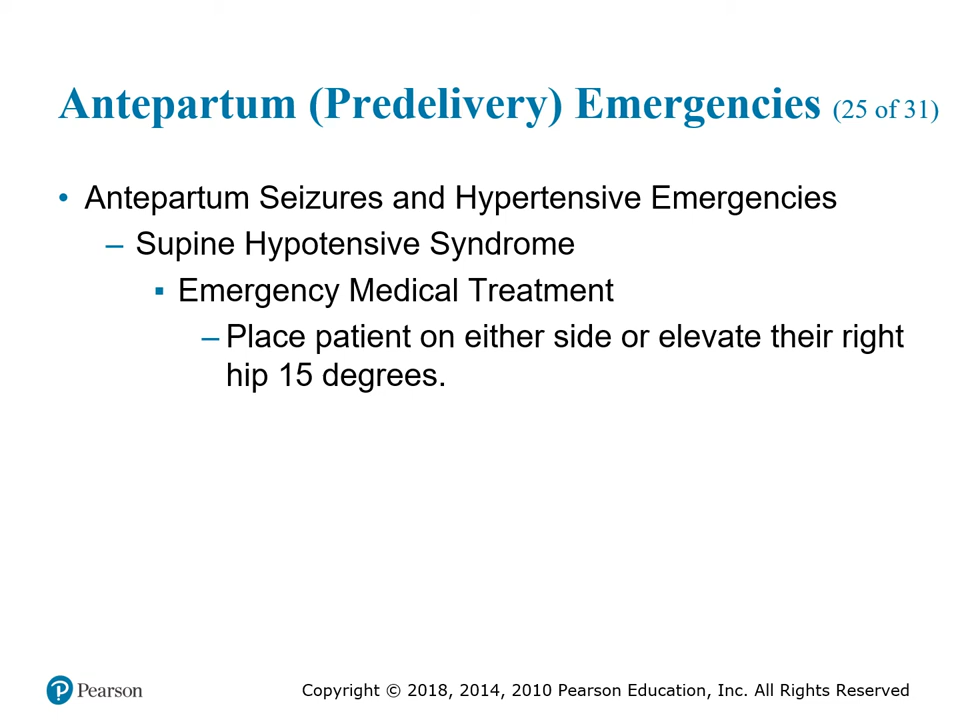 Antepartum (Predelivery) Emergencies (25 of 31)
• Antepartum Seizures and Hypertensive Emergencies
– Supine Hypotensive Syndrome
▪ Emergency Medical Treatment
– Place patient on either side or elevate their right
hip 15 degrees.
Pearson
Copyright © 2018, 2014, 2010 Pearson Education, Inc. All Rights Reserved